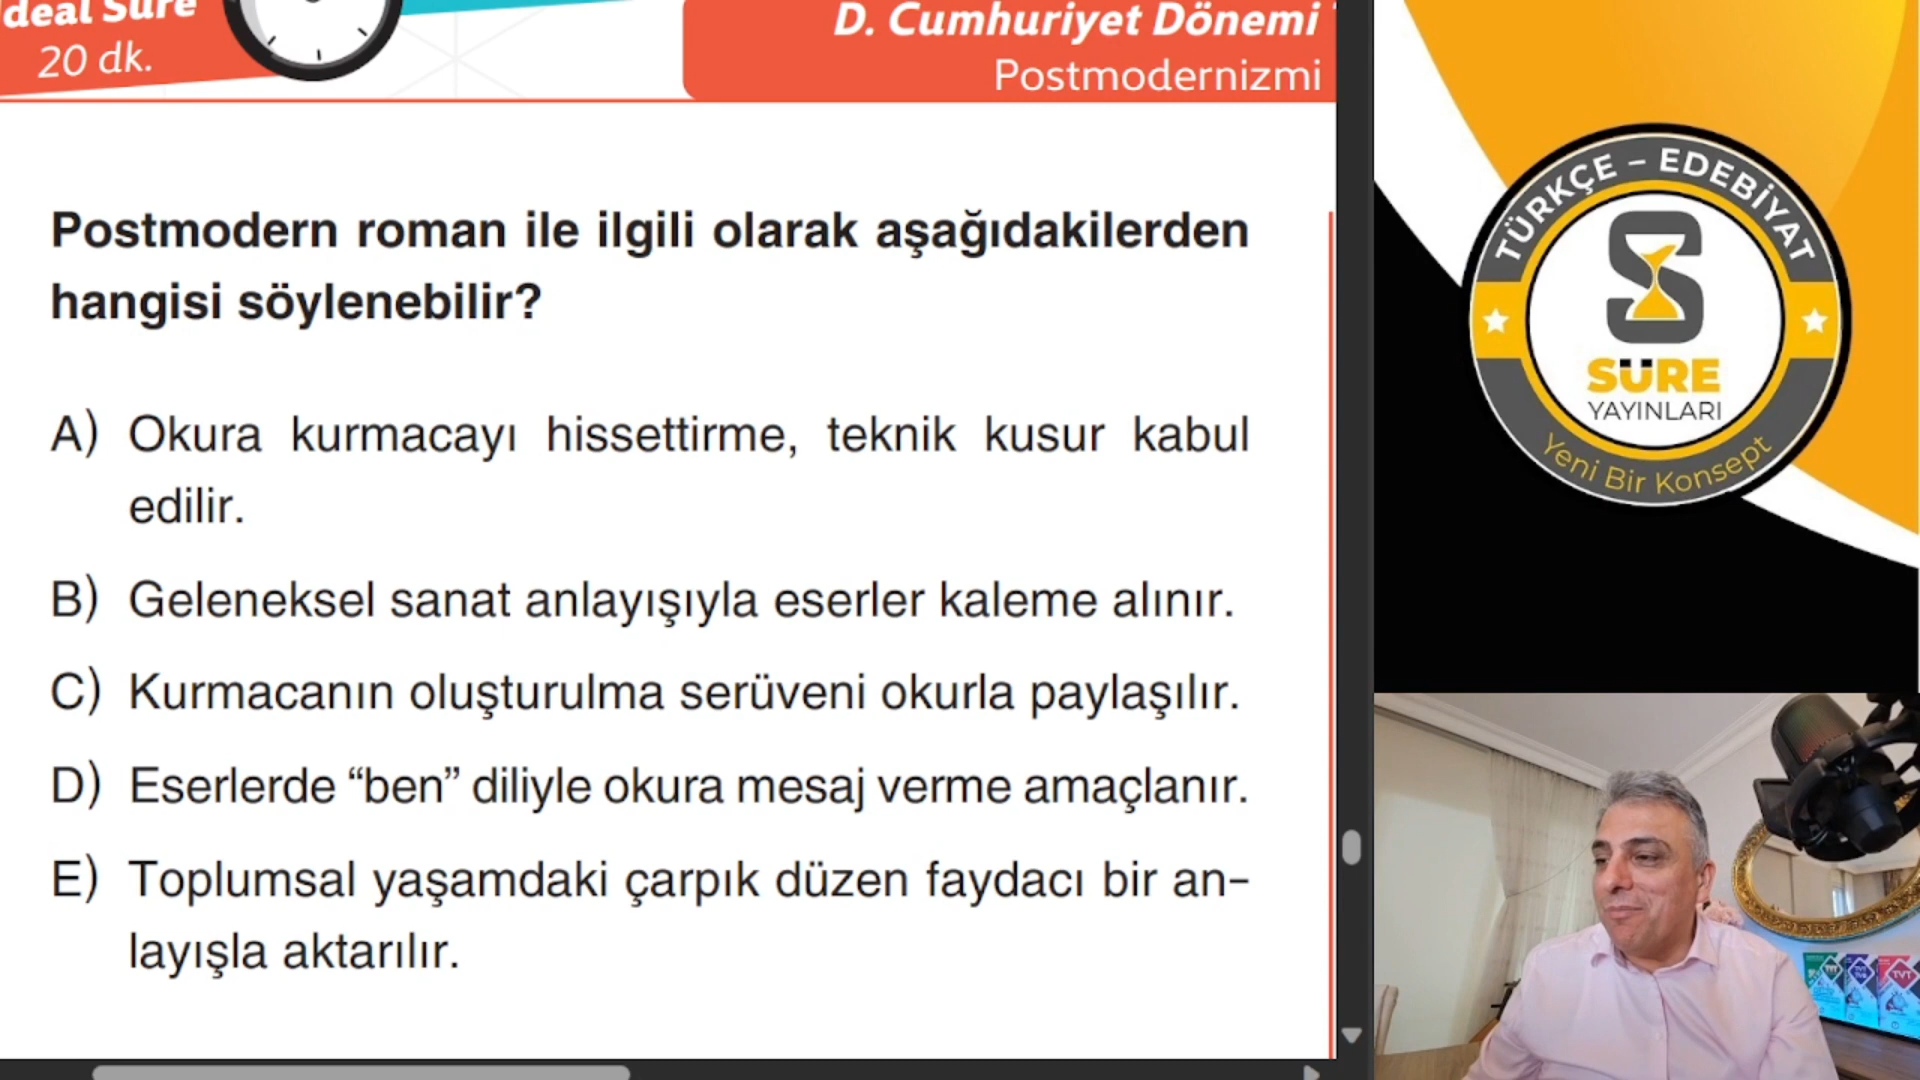 deal Süre
20 dk.
D. Cumhuriyet Dönemi
Postmodernizmi
Postmodern roman ile ilgili olarak aşağıdakilerden
hangisi söylenebilir?
A) Okura kurmacayı hissettirme, teknik kusur kabul
edilir.
B) Geleneksel sanat anlayışıyla eserler kaleme alınır.
C) Kurmacanın oluşturulma serüveni okurla paylaşılır.
D) Eserlerde “ben” diliyle okura mesaj verme amaçlanır.
E) Toplumsal yaşamdaki çarpık düzen faydacı bir an-
layışla aktarılır.
TÜRKÇE – EDEBİYAT
SÜRE
YAYINLARI
Yeni Bir Konsept
TYT